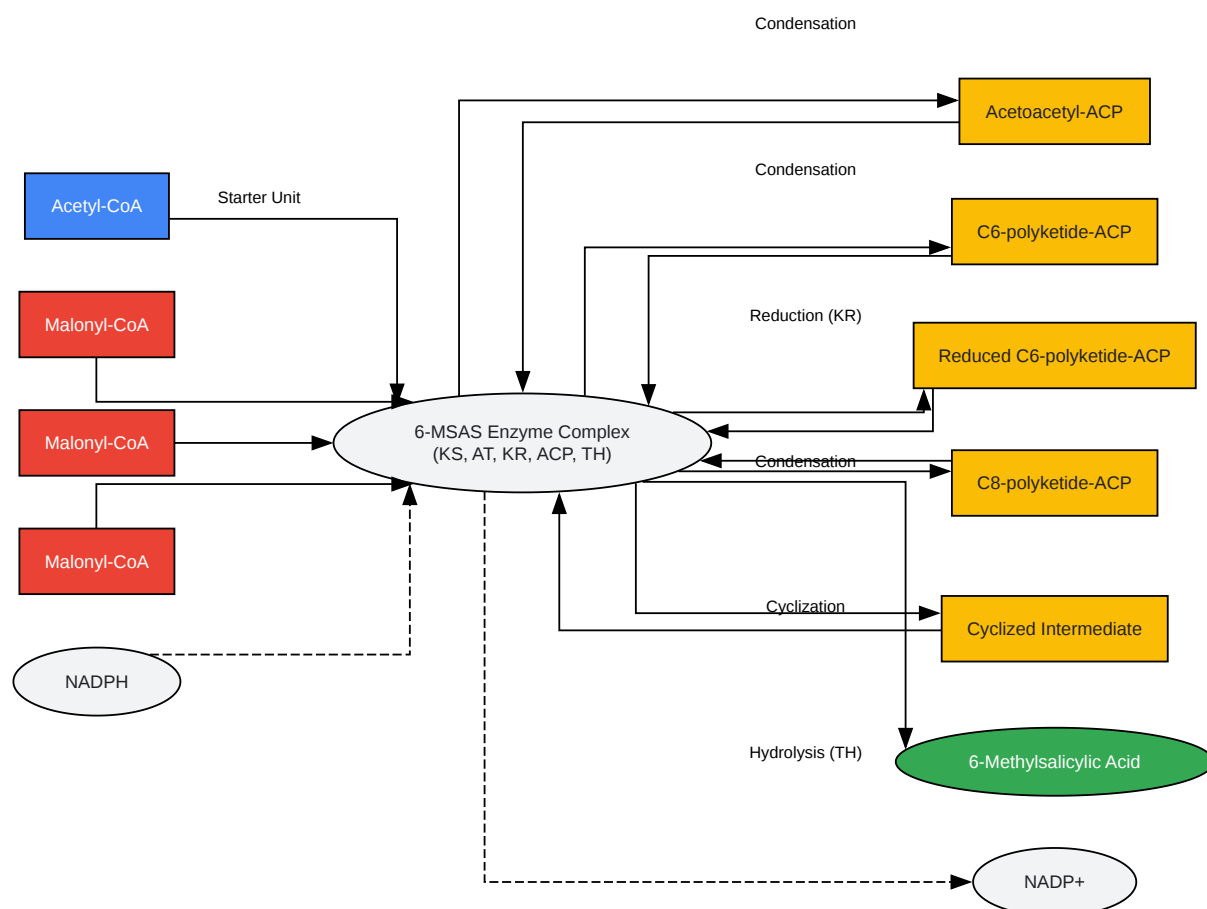 Condensation
Acetoacetyl-ACP
Condensation
Acetyl-CoA
Starter Unit
C6-polyketide-ACP
Malonyl-CoA
Reduction (KR)
Reduced C6-polyketide-ACP
Malonyl-CoA
6-MSAS Enzyme Complex
(KS, AT, KR, ACP, TH)
Condensation
C8-polyketide-ACP
Malonyl-CoA
Cyclization
Cyclized Intermediate
NADPH
Hydrolysis (TH)
6-Methylsalicylic Acid
NADP+